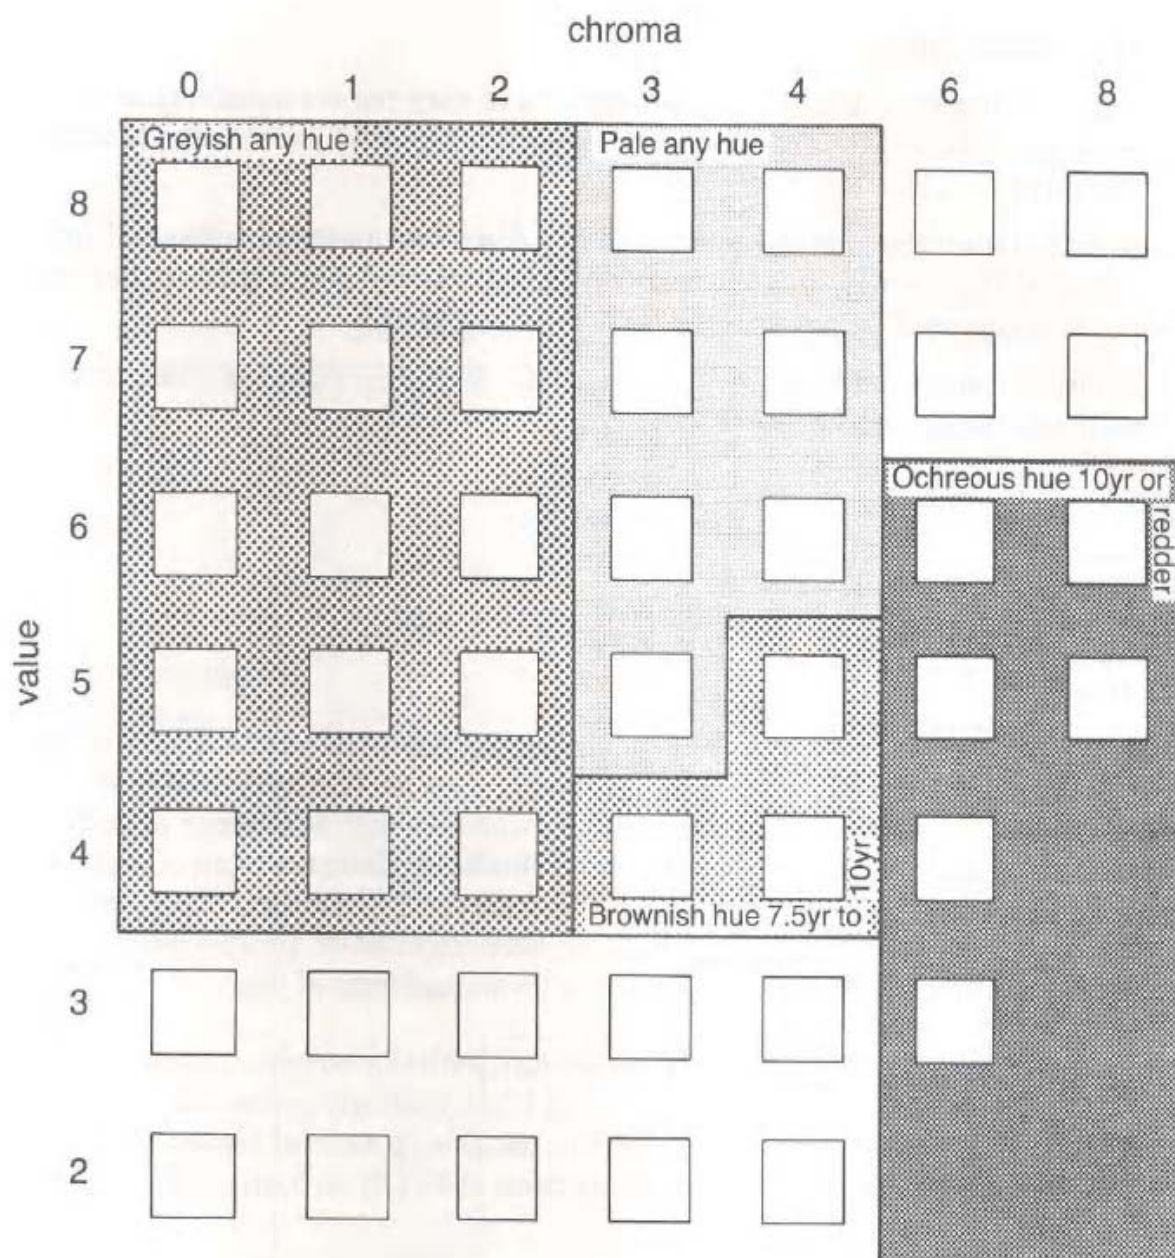 chroma
0 1 2 3 4 6 8
Greyish any hue
Pale any hue
8
7
Ochreous hue 10yr or
redder
6
value
5
4
10yr
Brownish hue 7.5yr to
3
2